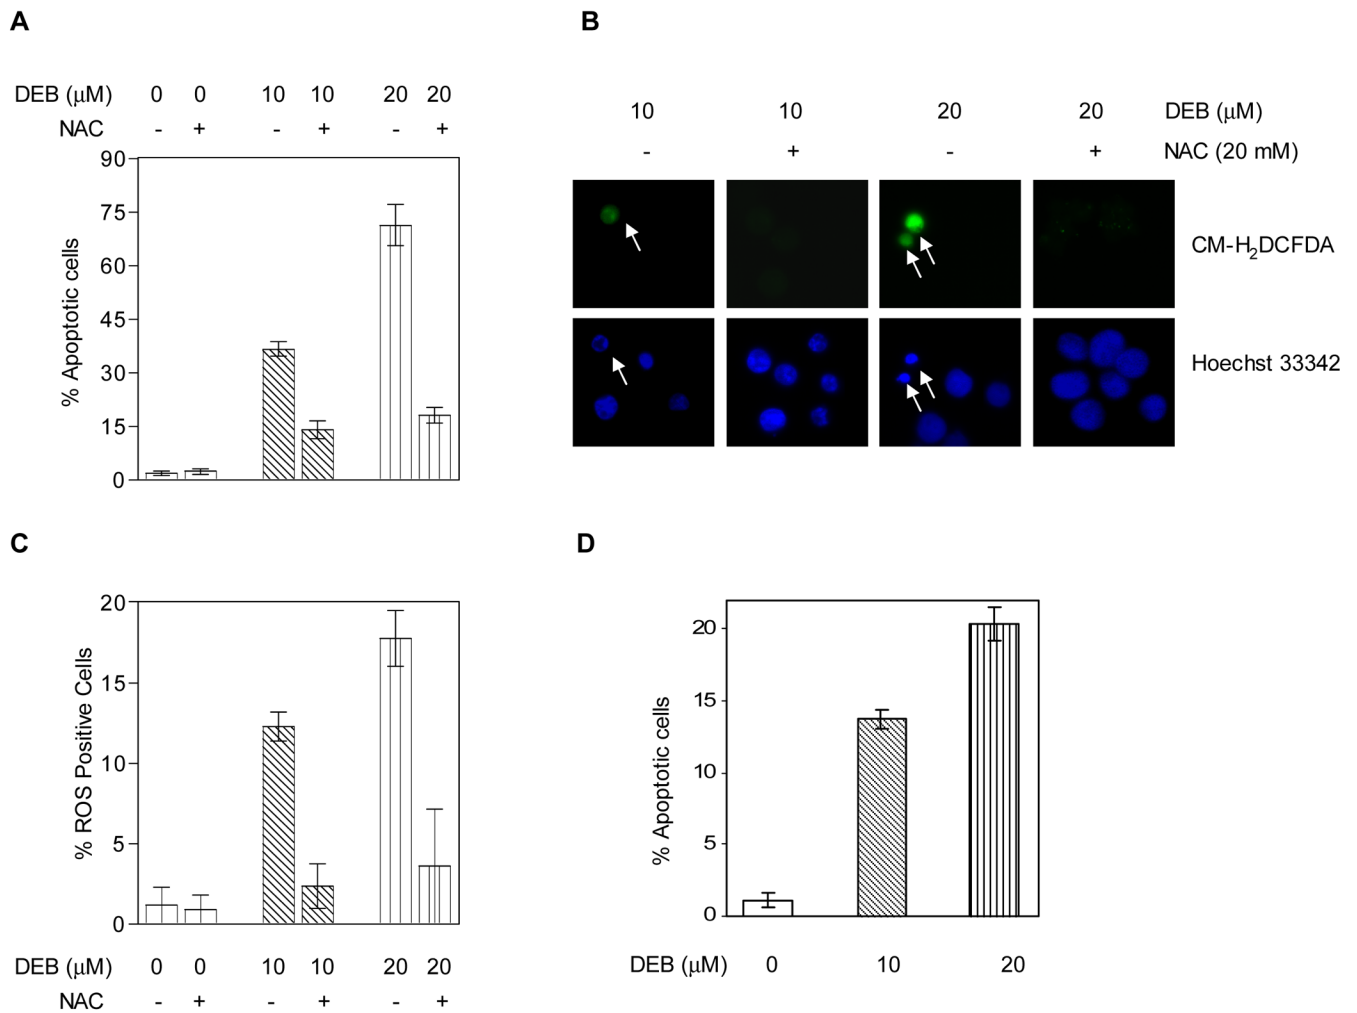 A
DEB (μM) 0 0 10 10 20 20
NAC - + - + - +
90
75
60
45
30
15
0
% Apoptotic cells
B
10 10 20 20 DEB (μM)
- + - + NAC (20 mM)
CM-H2DCFDA
Hoechst 33342
C
20
15
10
5
0
% ROS Positive Cells
DEB (μM) 0 0 10 10 20 20
NAC - + - + - +
D
20
15
10
5
0
% Apoptotic cells
DEB (μM) 0 10 20